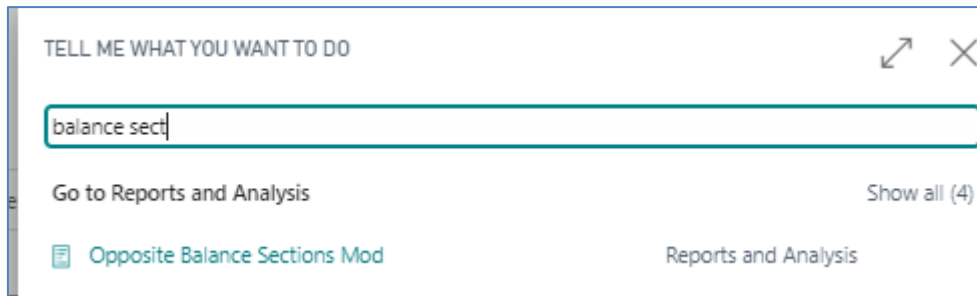 TELL ME WHAT YOU WANT TO DO
balance sect
Go to Reports and Analysis Show all (4)
Opposite Balance Sections Mod Reports and Analysis